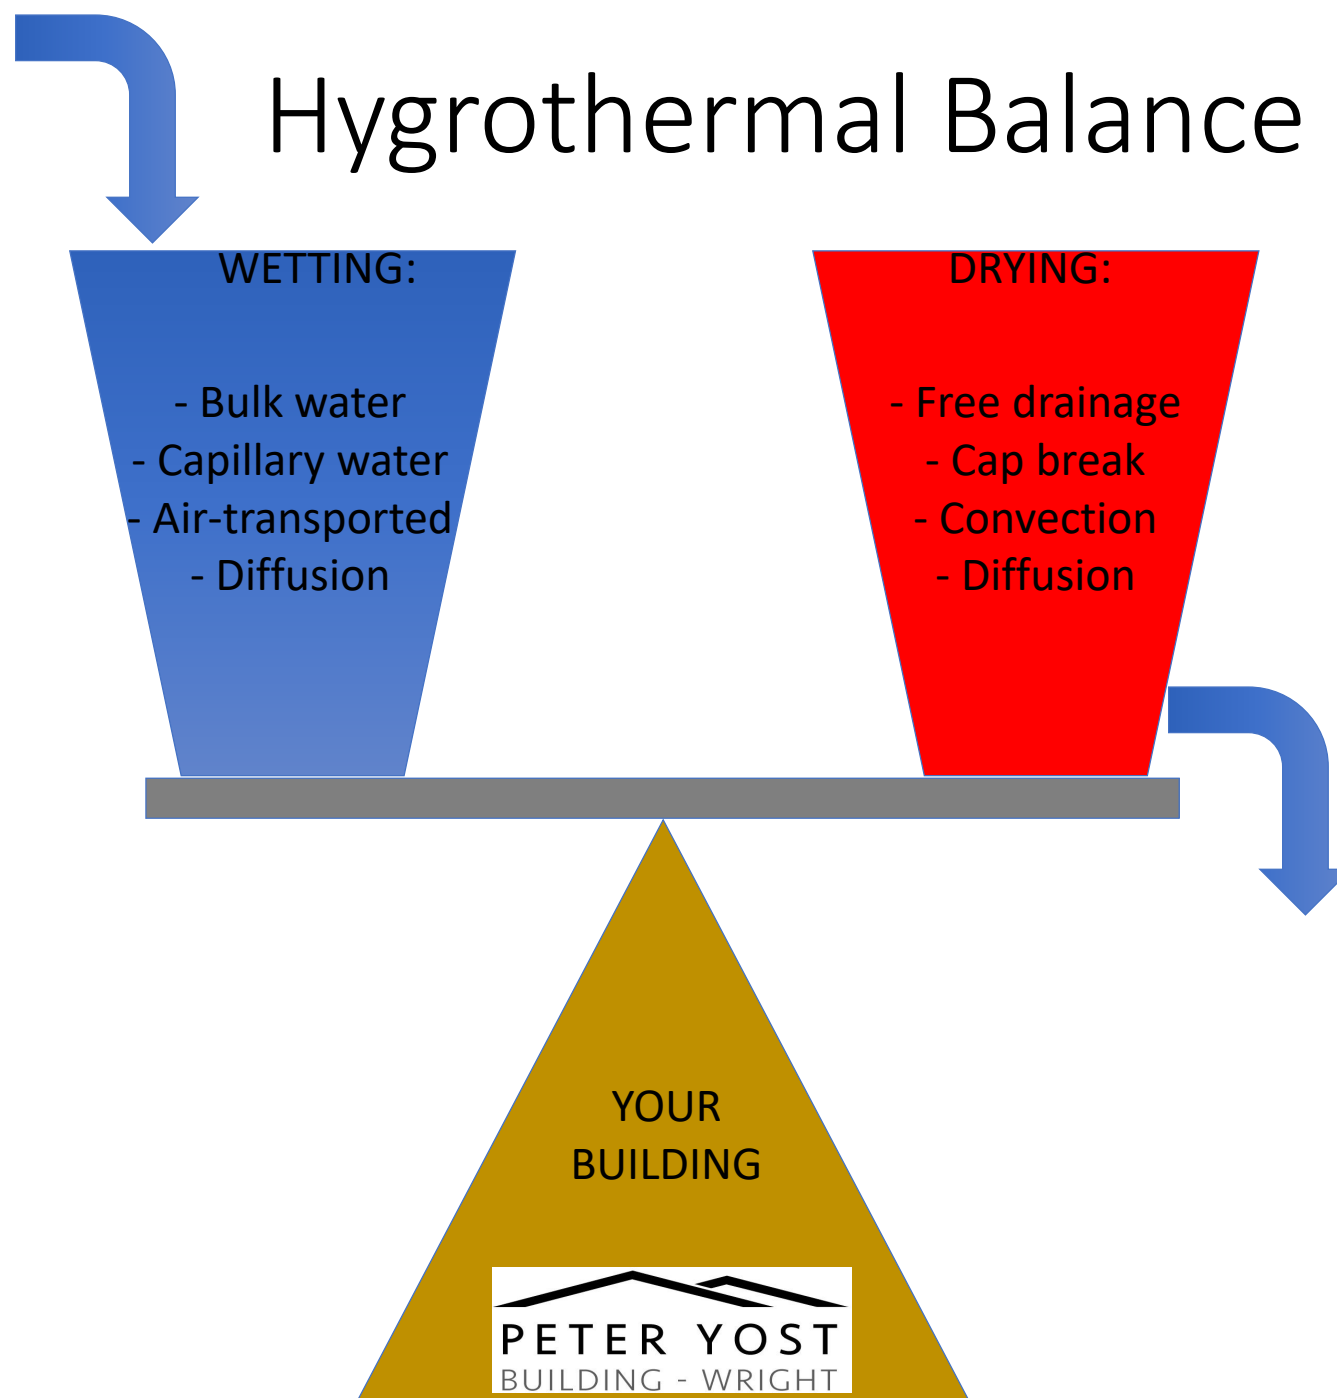 Hygrothermal Balance
WETTING:
- Bulk water
- Capillary water
- Air-transported
- Diffusion
DRYING:
- Free drainage
- Cap break
- Convection
- Diffusion
YOUR
BUILDING
PETER YOST
BUILDING - WRIGHT